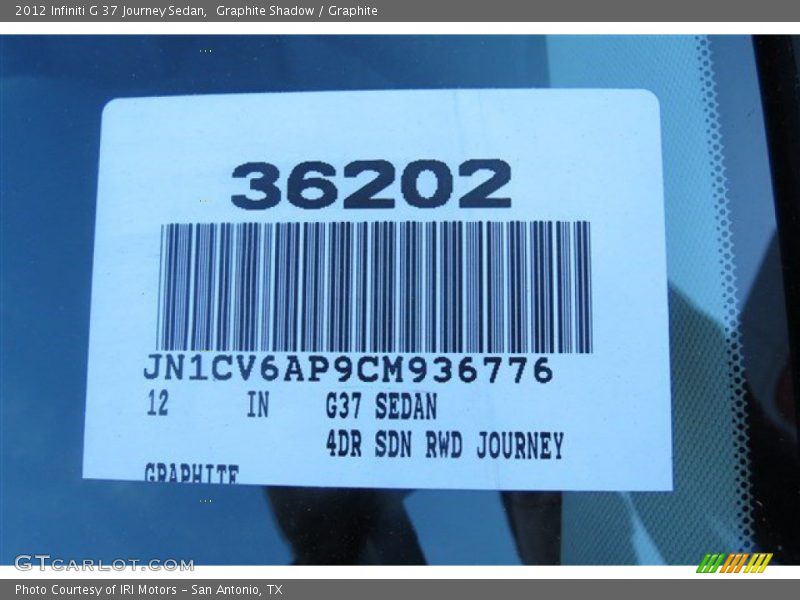 2012 Infiniti G 37 Journey Sedan,  Graphite Shadow / Graphite
36202
JN1CV6AP9CM936776
12 IN G37 SEDAN
4DR SDN RWD JOURNEY
GRAPHITE
GTCARLOT.COM
Photo Courtesy of IRI Motors - San Antonio, TX